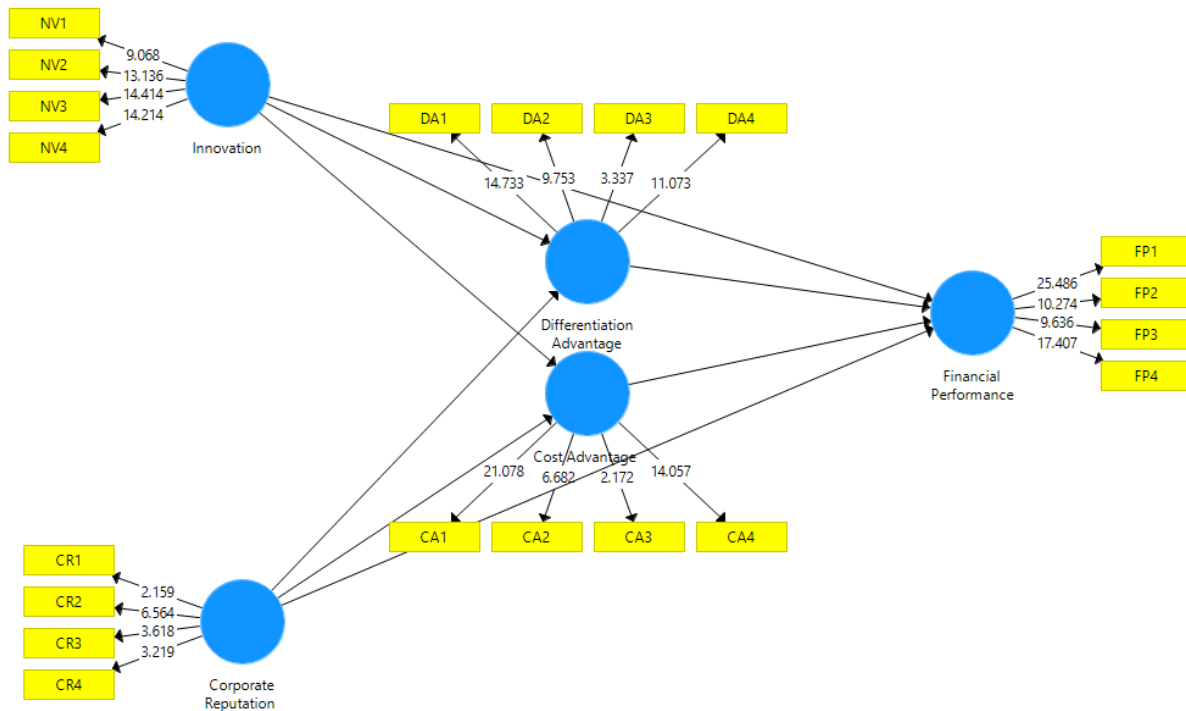 NV1
NV2
NV3
NV4
9.068
13.136
14.414
14.214
Innovation
DA1
DA2
DA3
DA4
14.733
9.753
3.337
11.073
Differentiation
Advantage
FP1
FP2
FP3
FP4
25.486
10.274
9.636
17.407
Financial
Performance
Cost Advantage
21.078
6.682
2.172
14.057
CA1
CA2
CA3
CA4
CR1
CR2
CR3
CR4
2.159
6.564
3.618
3.219
Corporate
Reputation